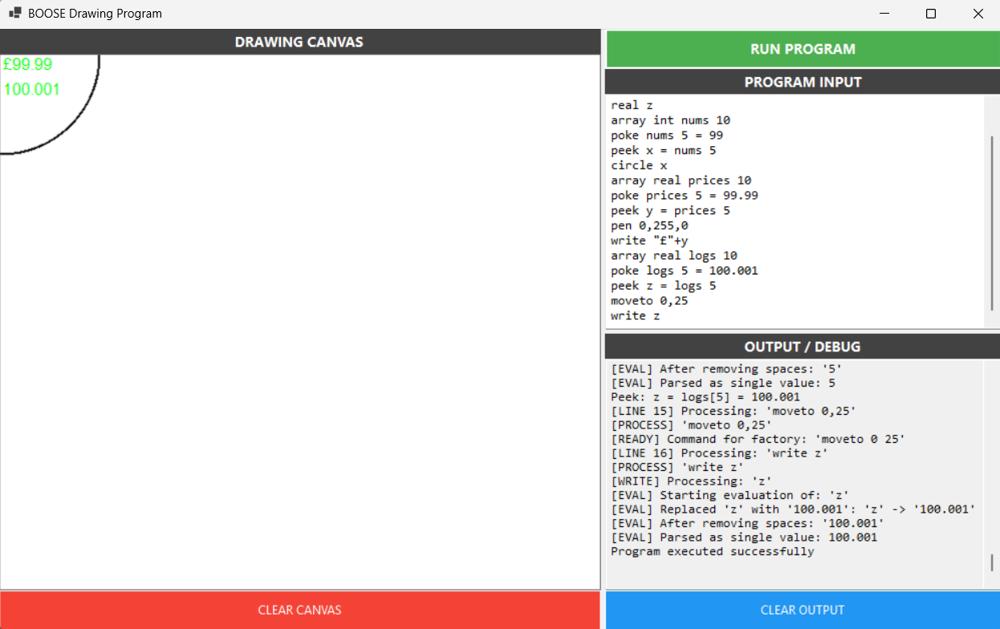 BOOSE Drawing Program
DRAWING CANVAS
£99.99
100.001
CLEAR CANVAS
RUN PROGRAM
PROGRAM INPUT
real z
array int nums 10
poke nums 5 = 99
peek x = nums 5
circle x
array real prices 10
poke prices 5 = 99.99
peek y = prices 5
pen 0,255,0
write "£"+y
array real logs 10
poke logs 5 = 100.001
peek z = logs 5
moveto 0,25
write z
OUTPUT / DEBUG
[EVAL] After removing spaces: '5'
[EVAL] Parsed as single value: 5
Peek: z = logs[5] = 100.001
[LINE 15] Processing: 'moveto 0,25'
[PROCESS] 'moveto 0,25'
[READY] Command for factory: 'moveto 0 25'
[LINE 16] Processing: 'write z'
[PROCESS] 'write z'
[WRITE] Processing: 'z'
[EVAL] Starting evaluation of: 'z'
[EVAL] Replaced 'z' with '100.001': 'z' -> '100.001'
[EVAL] After removing spaces: '100.001'
[EVAL] Parsed as single value: 100.001
Program executed successfully
CLEAR OUTPUT